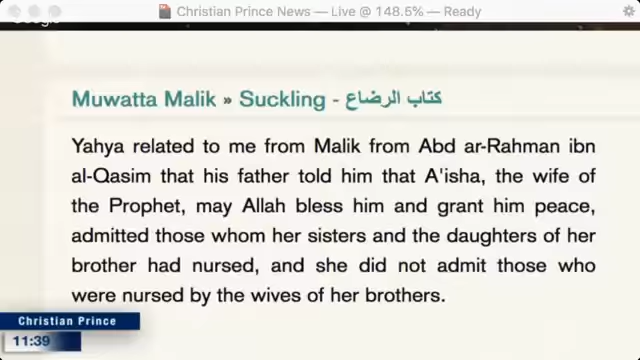 Christian Prince News — Live @ 148.5% — Ready
Muwatta Malik » Suckling - كتاب الرضاع
Yahya related to me from Malik from Abd ar-Rahman ibn
al-Qasim that his father told him that A'isha, the wife of
the Prophet, may Allah bless him and grant him peace,
admitted those whom her sisters and the daughters of her
brother had nursed, and she did not admit those who
were nursed by the wives of her brothers.
Christian Prince
11:39